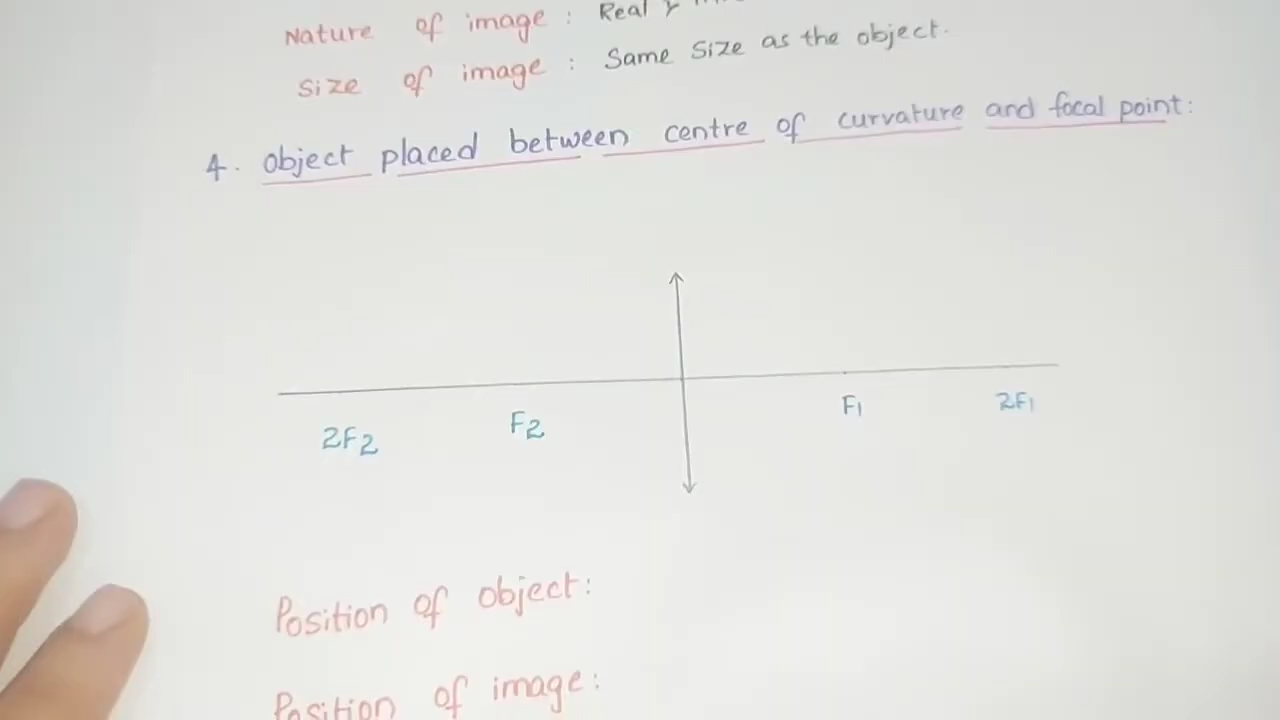 Nature of image : Real
Size of image : Same Size as the object.
4. object placed between centre of curvature and focal point:
2F2 F2 F1 2F1
Position of object:
Position of image: